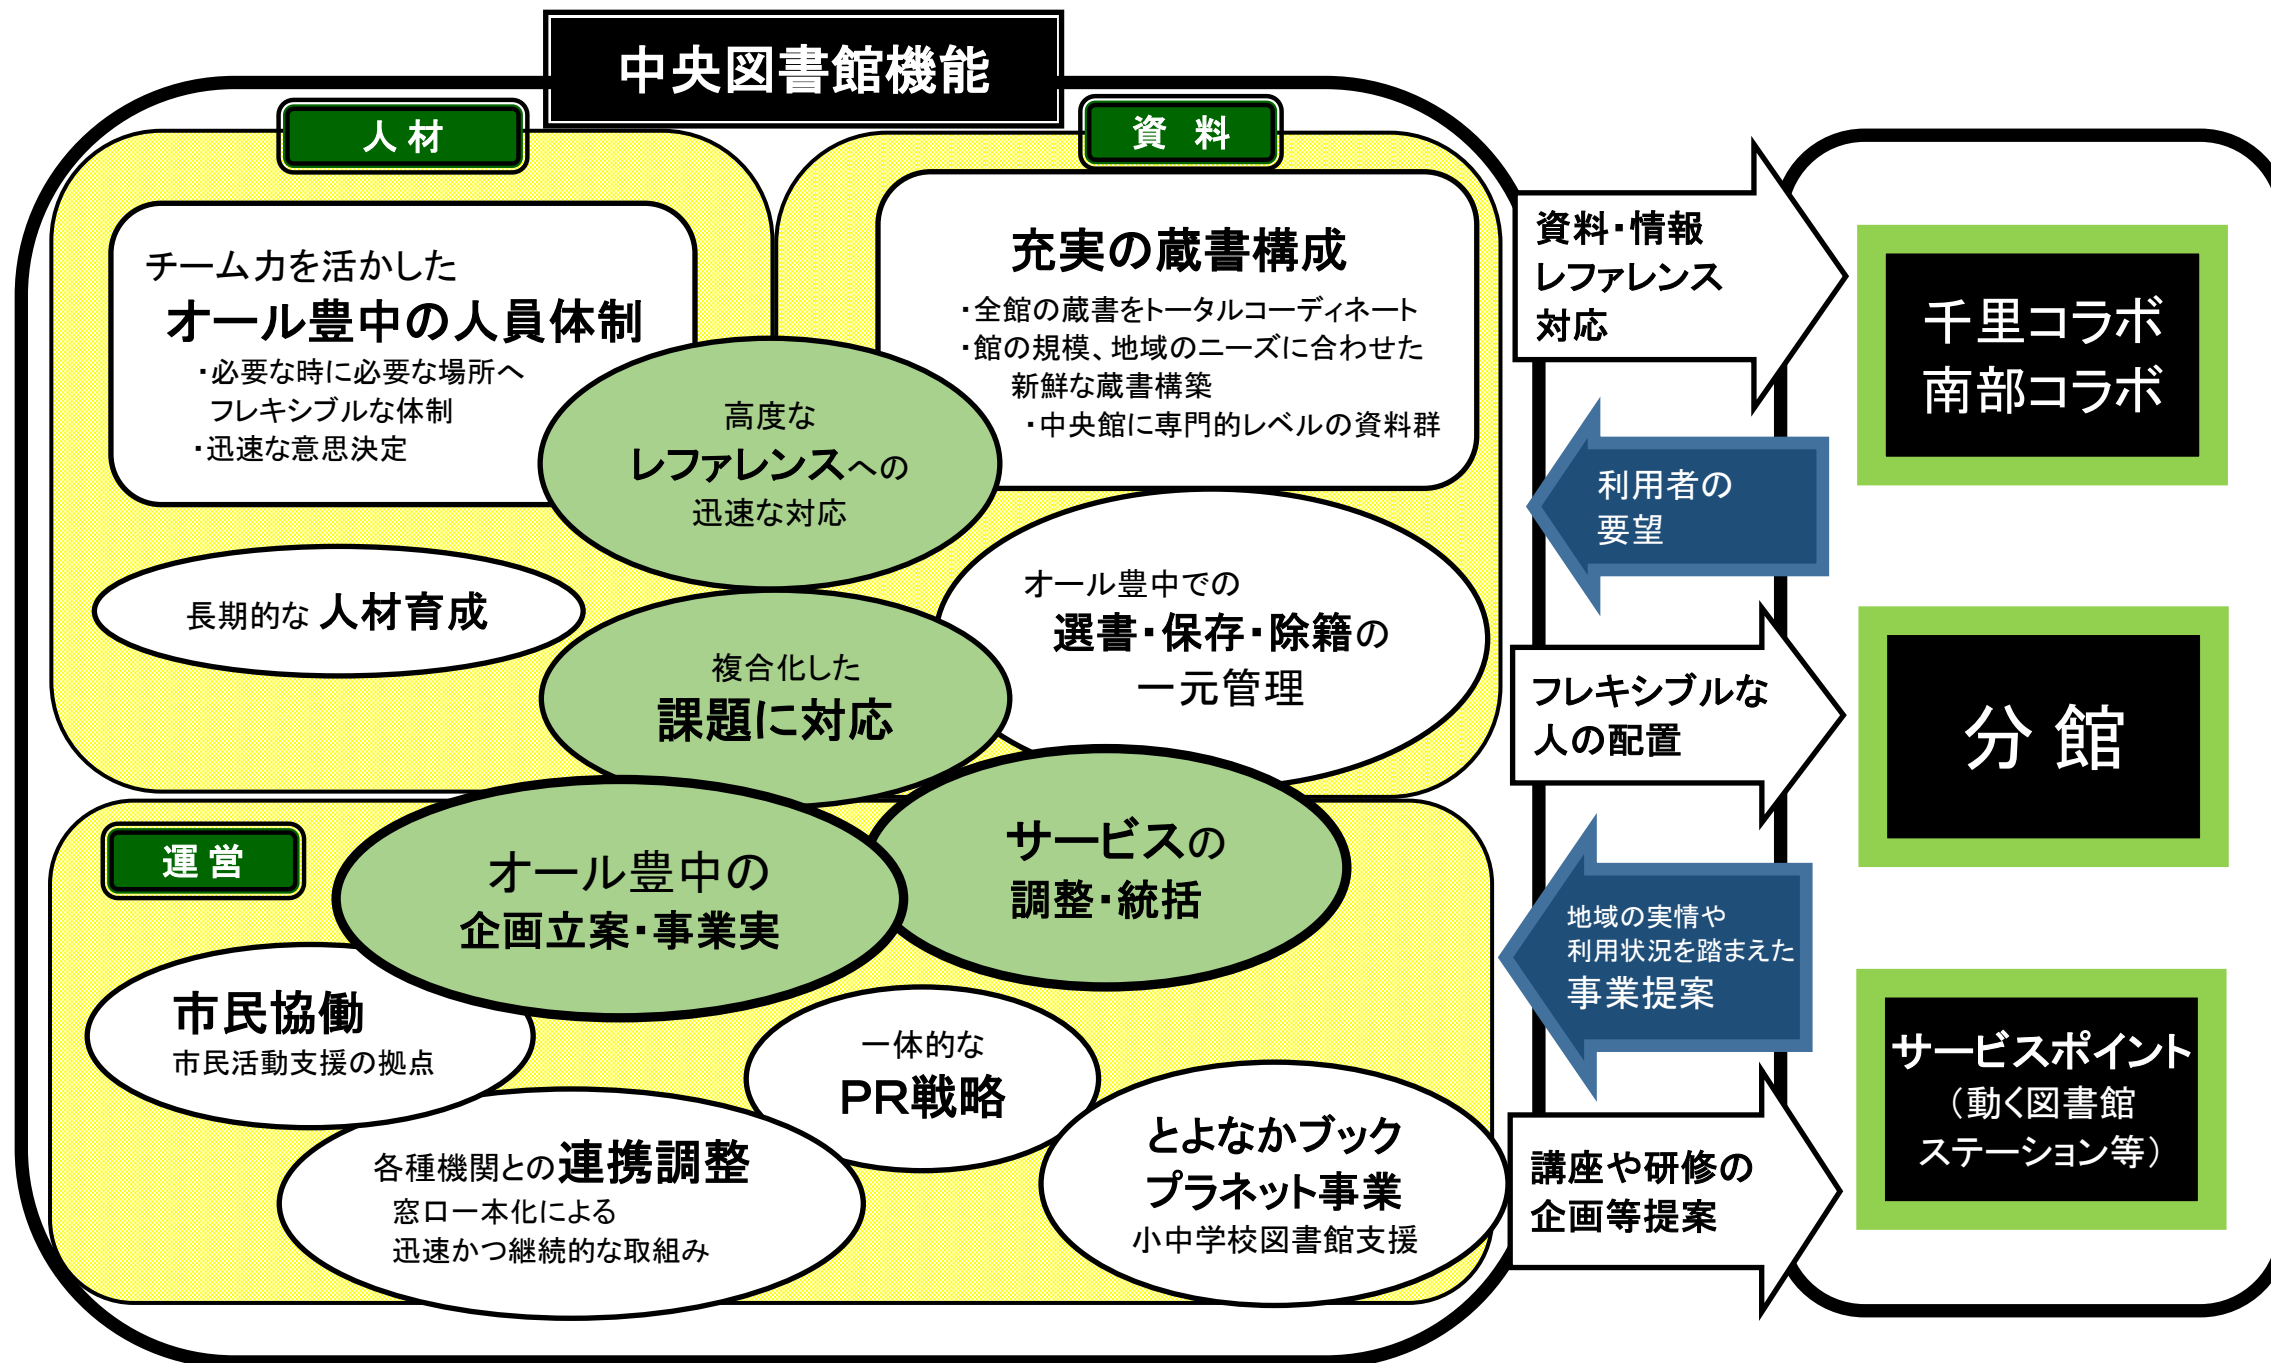 中央図書館機能
人材
チーム力を活かした
オール豊中の人員体制
・必要な時に必要な場所へ
フレキシブルな体制
・迅速な意思決定
長期的な 人材育成
資 料
充実の蔵書構成
・全館の蔵書をトータルコーディネート
・館の規模、地域のニーズに合わせた
新鮮な蔵書構築
・中央館に専門的レベルの資料群
高度な
レファレンスへの
迅速な対応
オール豊中での
選書・保存・除籍の
一元管理
複合化した
課題に対応
運営
オール豊中の
企画立案・事業実
サービスの
調整・統括
市民協働
市民活動支援の拠点
一体的な
PR戦略
各種機関との連携調整
窓口一本化による
迅速かつ継続的な取組み
とよなかブック
プラネット事業
小中学校図書館支援
資料・情報
レファレンス
対応
利用者の
要望
フレキシブルな
人の配置
地域の実情や
利用状況を踏まえた
事業提案
講座や研修の
企画等提案
千里コラボ
南部コラボ
分館
サービスポイント
（動く図書館
ステーション等）